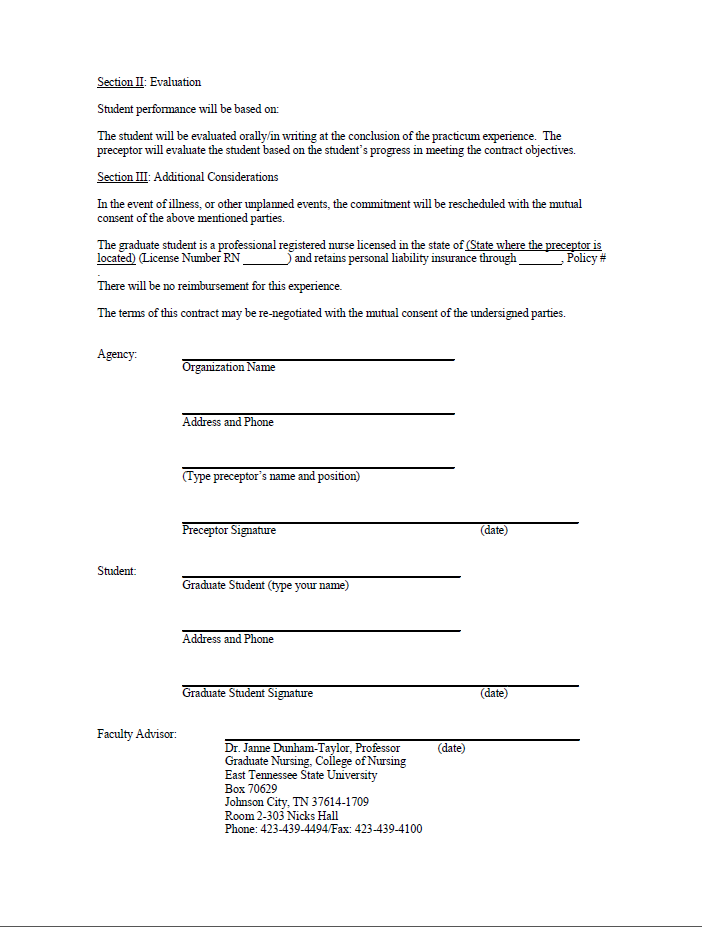 Section II: Evaluation
Student performance will be based on:
The student will be evaluated orally/in writing at the conclusion of the practicum experience.  The
preceptor will evaluate the student based on the student's progress in meeting the contract objectives.
Section III: Additional Considerations
In the event of illness, or other unplanned events, the commitment will be rescheduled with the mutual
consent of the above mentioned parties.
The graduate student is a professional registered nurse licensed in the state of (State where the preceptor is
located) (License Number RN ________) and retains personal liability insurance through ________, Policy #
.
There will be no reimbursement for this experience.
The terms of this contract may be re-negotiated with the mutual consent of the undersigned parties.
Agency:
Organization Name
Address and Phone
(Type preceptor's name and position)
Preceptor Signature (date)
Student:
Graduate Student (type your name)
Address and Phone
Graduate Student Signature (date)
Faculty Advisor:
Dr. Janne Dunham-Taylor, Professor (date)
Graduate Nursing, College of Nursing
East Tennessee State University
Box 70629
Johnson City, TN 37614-1709
Room 2-303 Nicks Hall
Phone: 423-439-4494/Fax: 423-439-4100